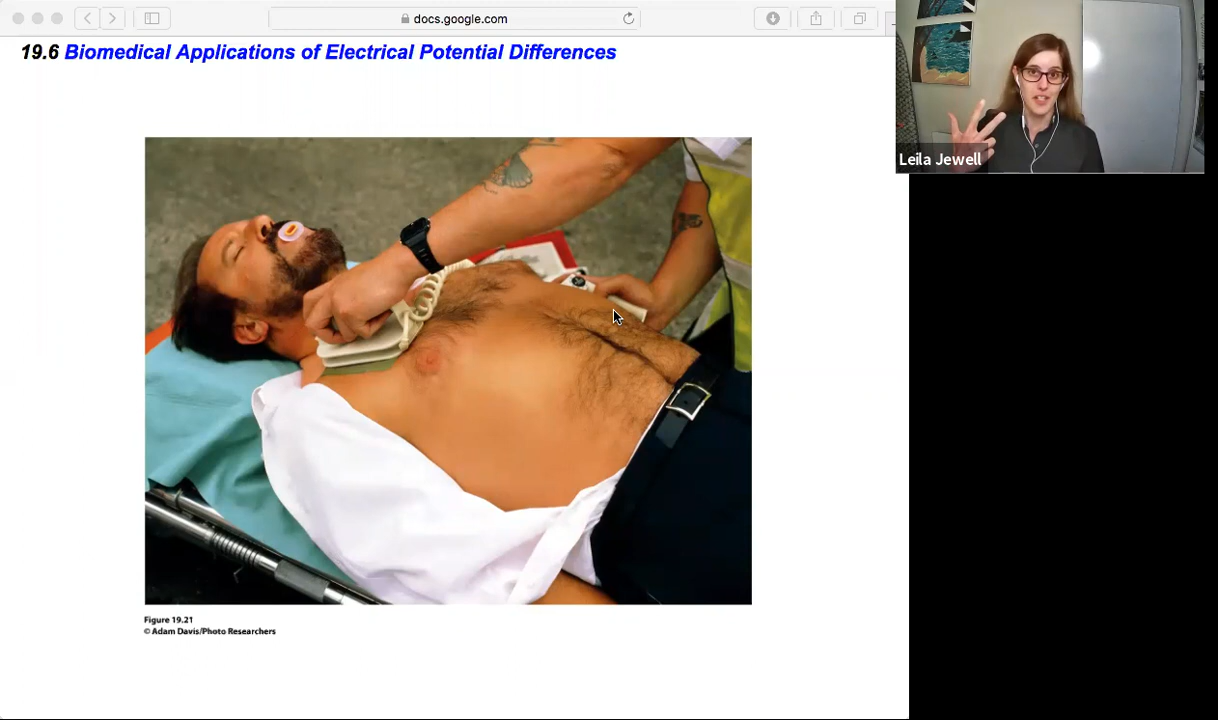 docs.google.com
19.6 Biomedical Applications of Electrical Potential Differences
Leila Jewell
Figure 19.21
© Adam Davis/Photo Researchers